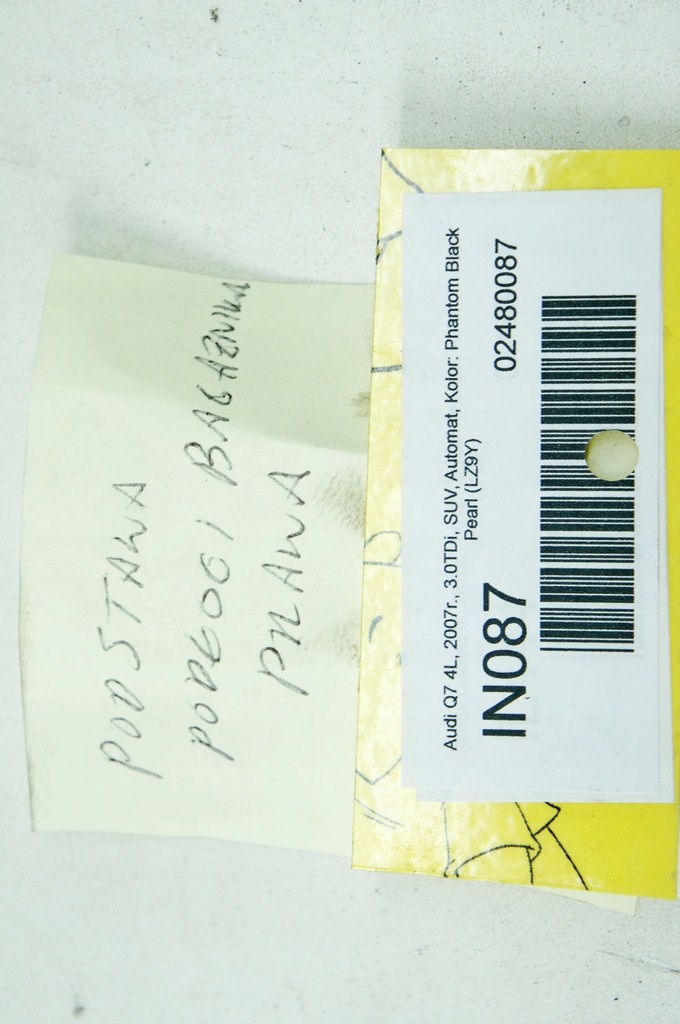 PODSTAWA
PODŁOGI BAGAŻNIKA
PRAWA
Audi Q7 4L, 2007r., 3.0TDi, SUV, Automat, Kolor: Phantom Black
Pearl (LZ9Y)
IN087
02480087